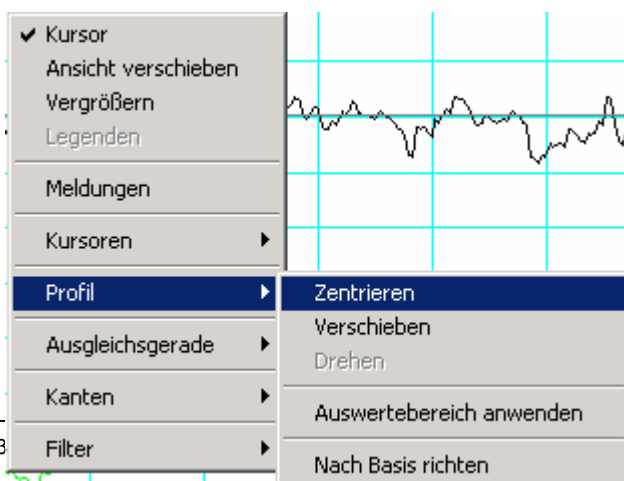 Kursor
Ansicht verschieben
Vergrößern
Legenden
Meldungen
Kursoren
Profil
Ausgleichsgerade
Kanten
Filter
Zentrieren
Verschieben
Drehen
Auswertebereich anwenden
Nach Basis richten
3